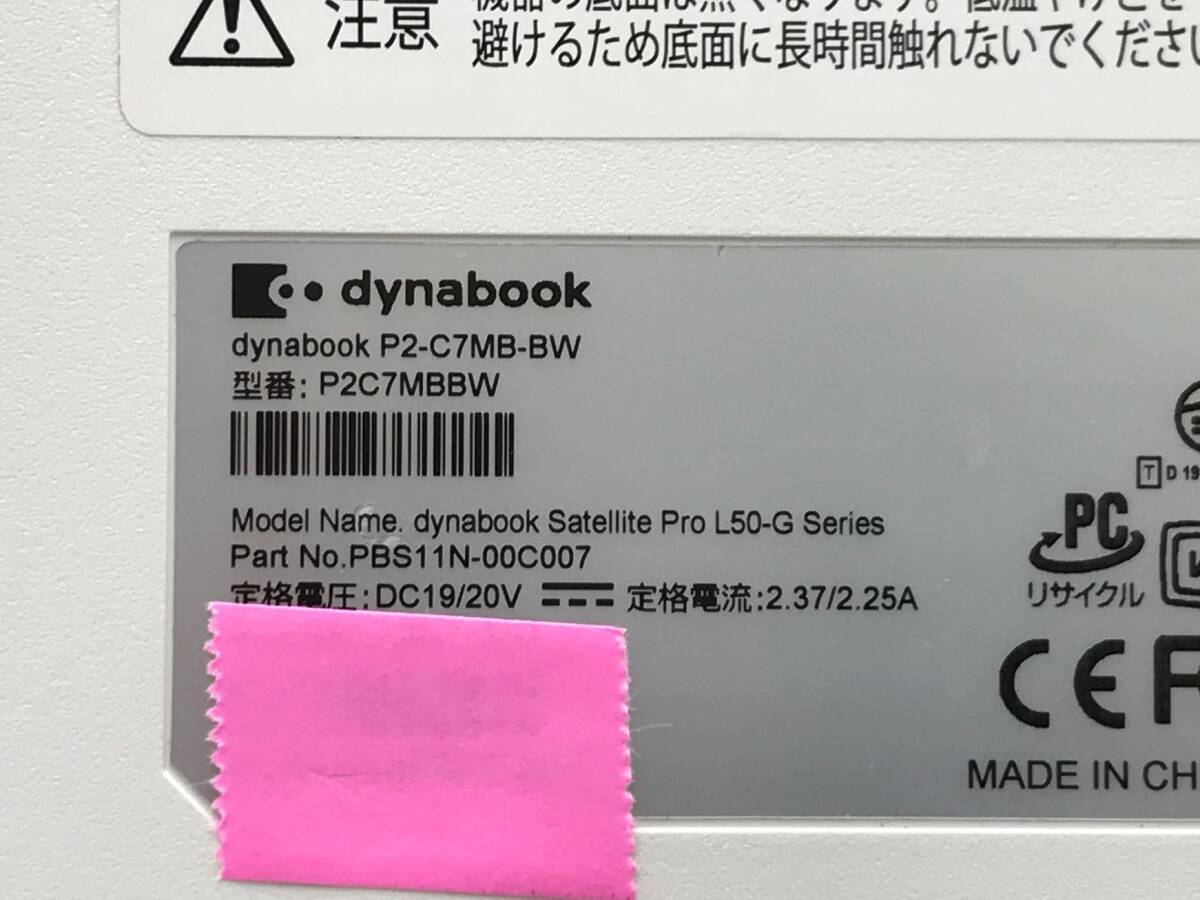 注意
避けるため底面に長時間触れないでください
dynabook
dynabook P2-C7MB-BW
型番: P2C7MBBW
Model Name. dynabook Satellite Pro L50-G Series
Part No.PBS11N-00C007
定格電圧:DC19/20V 定格電流:2.37/2.25A
T D 19
PC
リサイクル
CE
MADE IN CH